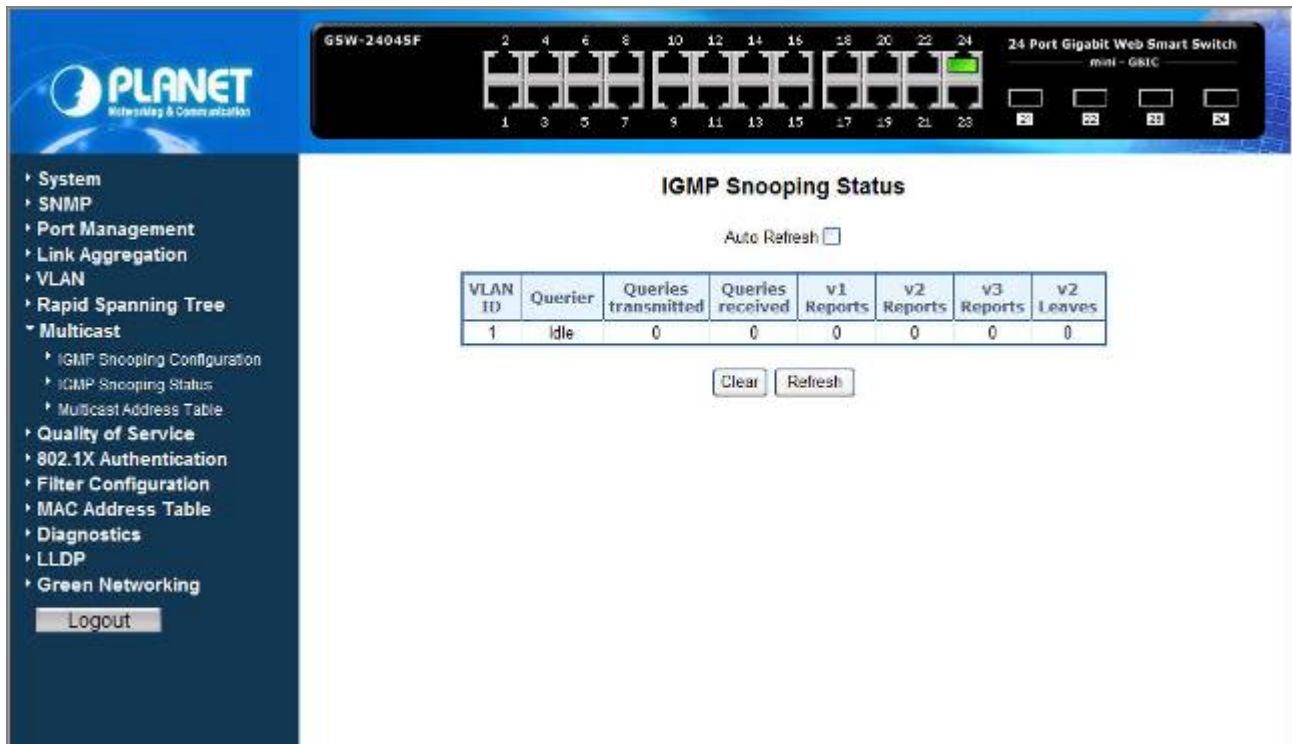 PLANET
Networking & Communication
GSW-2404SF
2 4 6 8 10 12 14 16 18 20 22 24
1 3 5 7 9 11 13 15 17 19 21 23
24 Port Gigabit Web Smart Switch
mini - GBIC
21 22 23 24
System
SNMP
Port Management
Link Aggregation
VLAN
Rapid Spanning Tree
Multicast
IGMP Snooping Configuration
IGMP Snooping Status
Multicast Address Table
Quality of Service
802.1X Authentication
Filter Configuration
MAC Address Table
Diagnostics
LLDP
Green Networking
Logout
IGMP Snooping Status
Auto Refresh
VLAN ID Querier Queries transmitted Queries received v1 Reports v2 Reports v3 Reports v2 Leaves
1 Idle 0 0 0 0 0 0
Clear Refresh